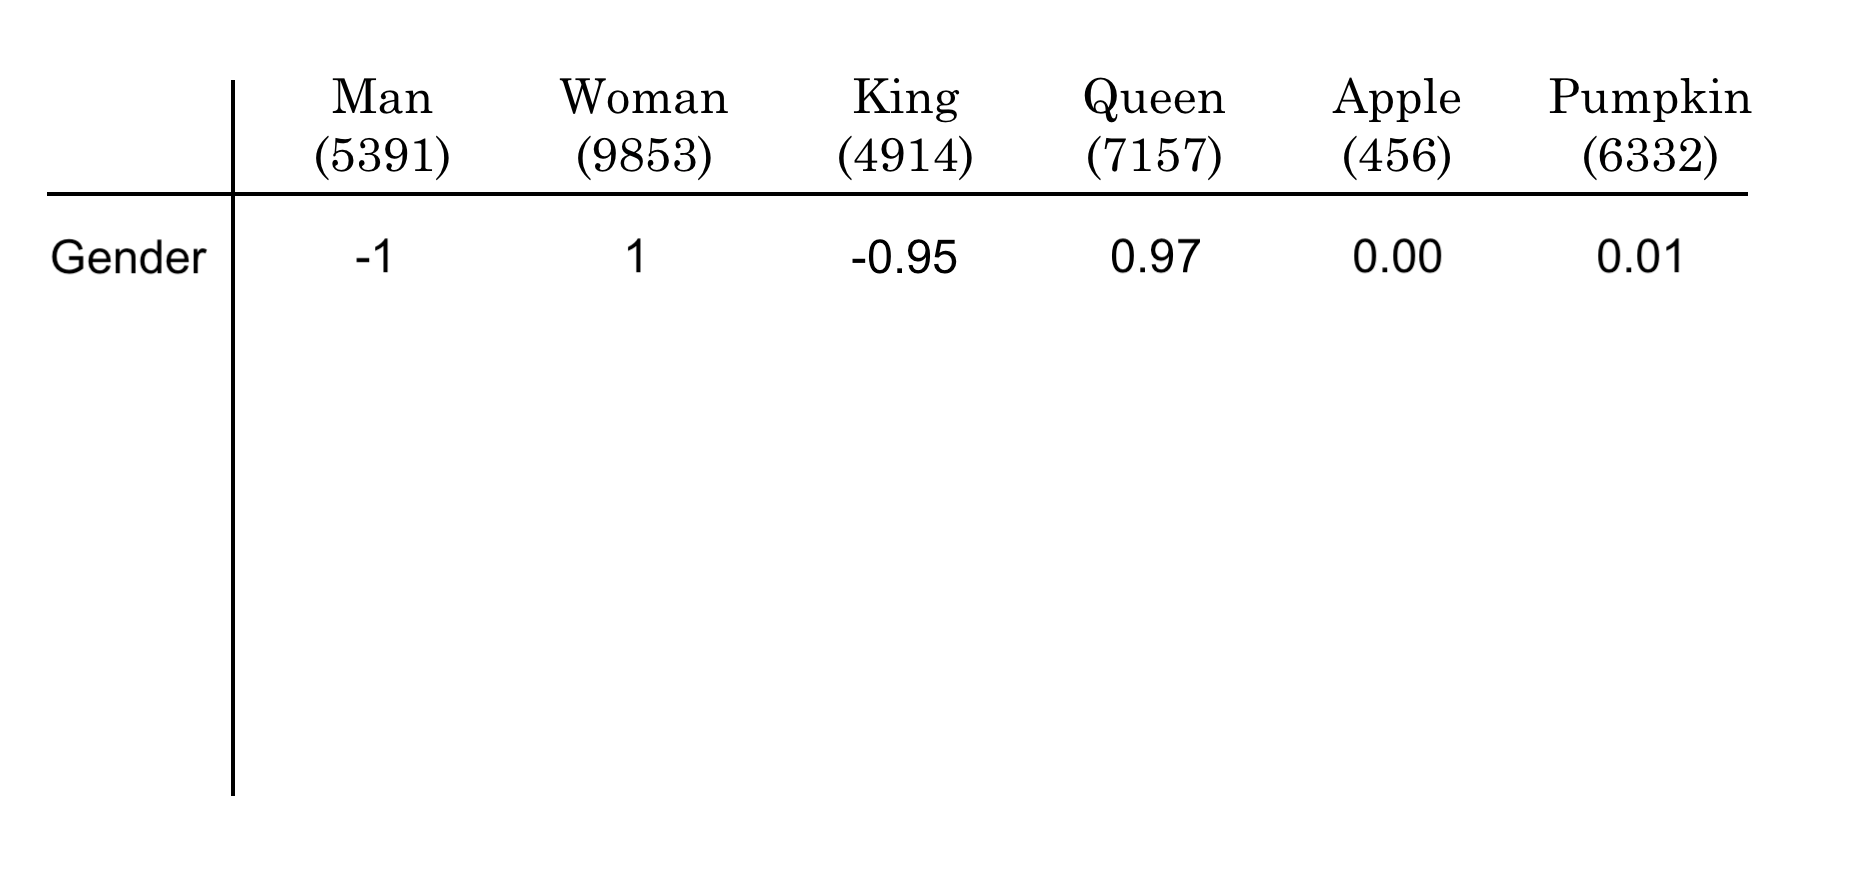 Man Woman King Queen Apple Pumpkin
(5391) (9853) (4914) (7157) (456) (6332)
Gender -1 1 -0.95 0.97 0.00 0.01